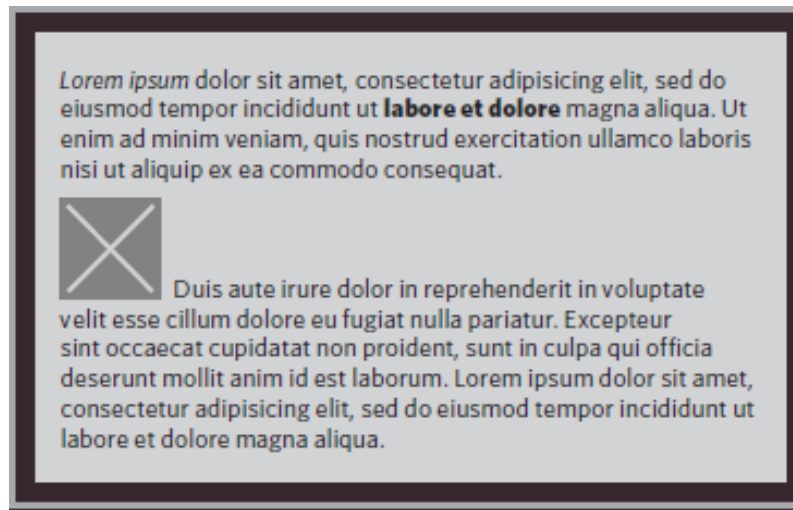 Lorem ipsum dolor sit amet, consectetur adipisicing elit, sed do
eiusmod tempor incididunt ut labore et dolore magna aliqua. Ut
enim ad minim veniam, quis nostrud exercitation ullamco laboris
nisi ut aliquip ex ea commodo consequat.
Duis aute irure dolor in reprehenderit in voluptate
velit esse cillum dolore eu fugiat nulla pariatur. Excepteur
sint occaecat cupidatat non proident, sunt in culpa qui officia
deserunt mollit anim id est laborum. Lorem ipsum dolor sit amet,
consectetur adipisicing elit, sed do eiusmod tempor incididunt ut
labore et dolore magna aliqua.